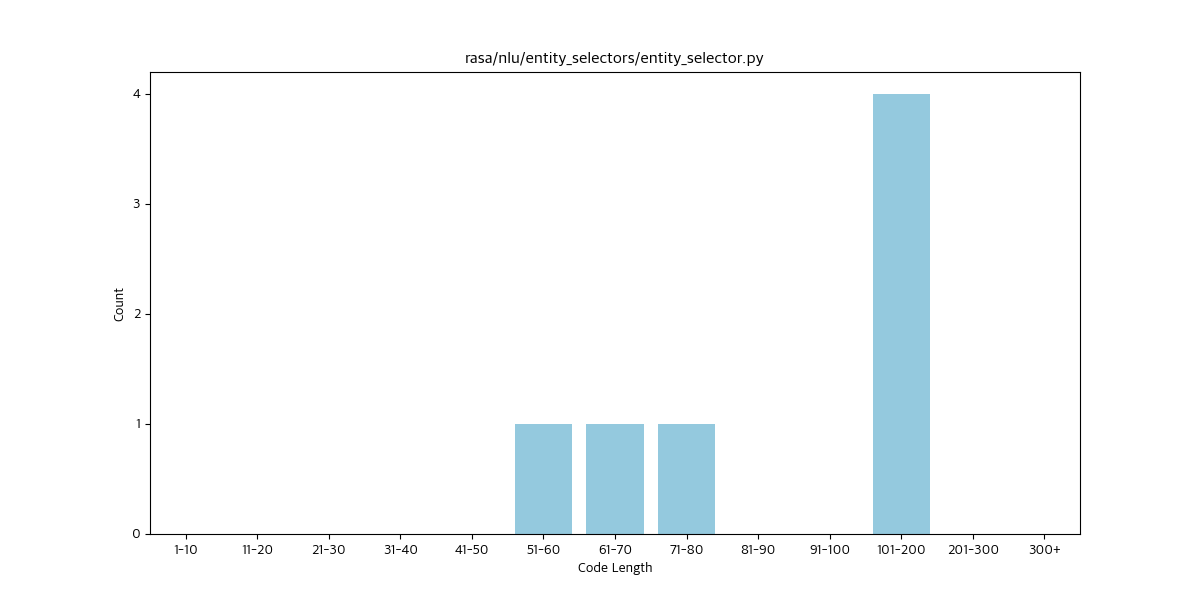 rasa/nlu/entity_selectors/entity_selector.py
4
3
2
1
0
Count
1-10 11-20 21-30 31-40 41-50 51-60 61-70 71-80 81-90 91-100 101-200 201-300 300+
Code Length